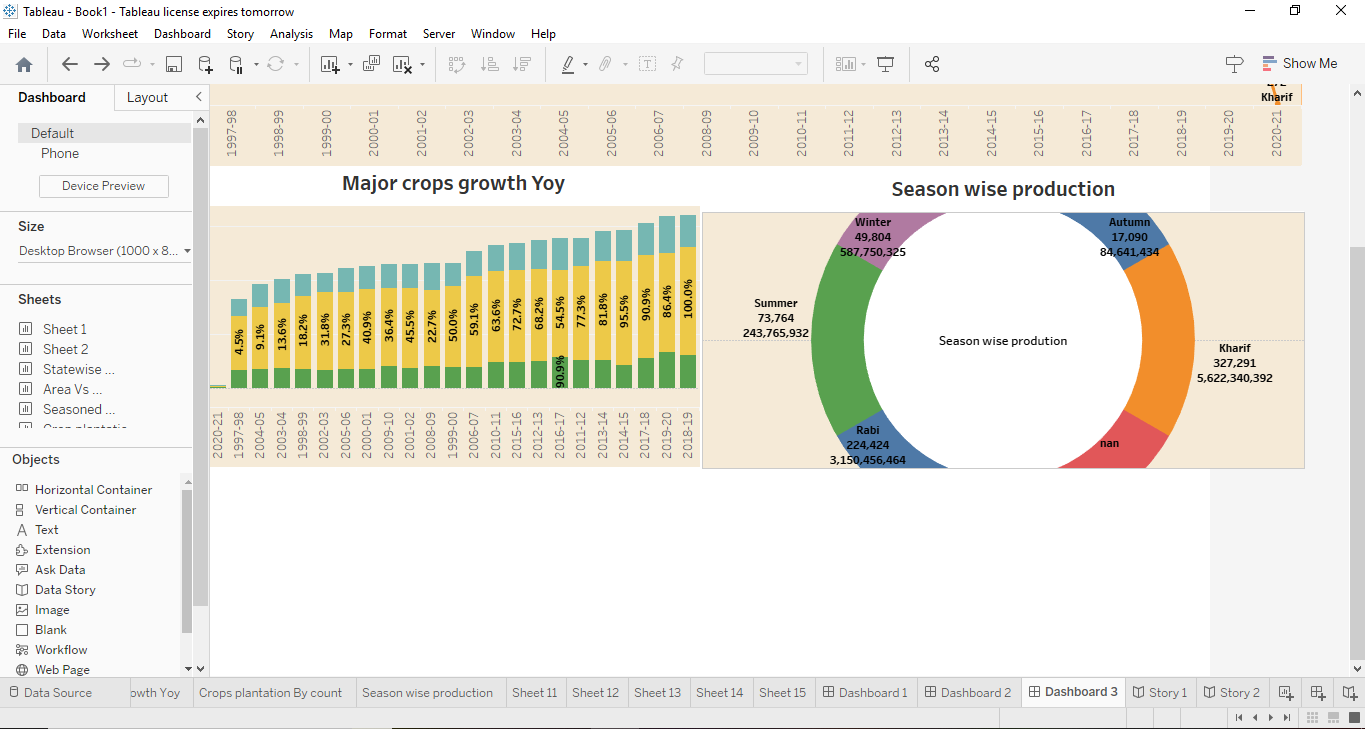 Tableau - Book1 - Tableau license expires tomorrow
File Data Worksheet Dashboard Story Analysis Map Format Server Window Help
Show Me
Dashboard Layout
Default
Phone
Device Preview
Size
Desktop Browser (1000 x 8...
Sheets
Sheet 1
Sheet 2
Statewise ...
Area Vs ...
Seasoned ...
Objects
Horizontal Container
Vertical Container
Text
Extension
Ask Data
Data Story
Image
Blank
Workflow
Web Page
Kharif
1997-98 1998-99 1999-00 2000-01 2001-02 2002-03 2003-04 2004-05 2005-06 2006-07 2008-09 2009-10 2010-11 2011-12 2012-13 2013-14 2014-15 2015-16 2016-17 2017-18 2018-19 2019-20 2020-21
Major crops growth Yoy
4.5% 9.1% 13.6% 18.2% 31.8% 27.3% 40.9% 36.4% 45.5% 22.7% 50.0% 59.1% 63.6% 72.7% 68.2% 54.5% 77.3% 81.8% 95.5% 90.9% 86.4% 100.0%
90.9%
2020-21 1997-98 2004-05 2003-04 1998-99 2002-03 2005-06 2000-01 2009-10 2001-02 2008-09 1999-00 2006-07 2010-11 2015-16 2012-13 2016-17 2011-12 2013-14 2014-15 2017-18 2019-20 2018-19
Season wise production
Winter
49,804
587,750,325
Autumn
17,090
84,641,434
Summer
73,764
243,765,932
Season wise prodution
Kharif
327,291
5,622,340,392
Rabi
224,424
3,150,456,464
nan
Data Source owth Yoy Crops plantation By count Season wise production Sheet 11 Sheet 12 Sheet 13 Sheet 14 Sheet 15 Dashboard 1 Dashboard 2 Dashboard 3 Story 1 Story 2